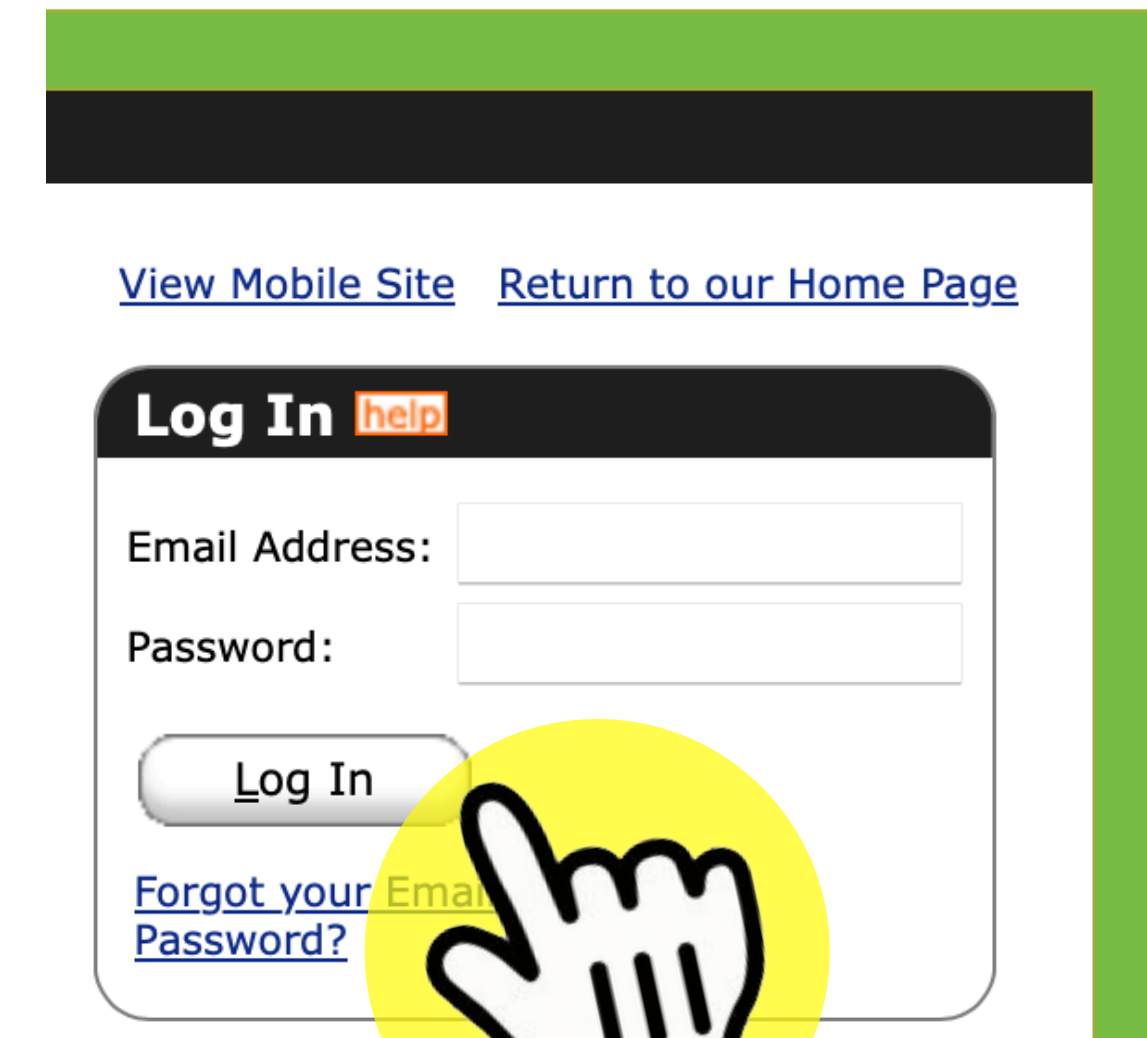 View Mobile Site Return to our Home Page
Log In help
Email Address:
Password:
Log In
Forgot your
Password?